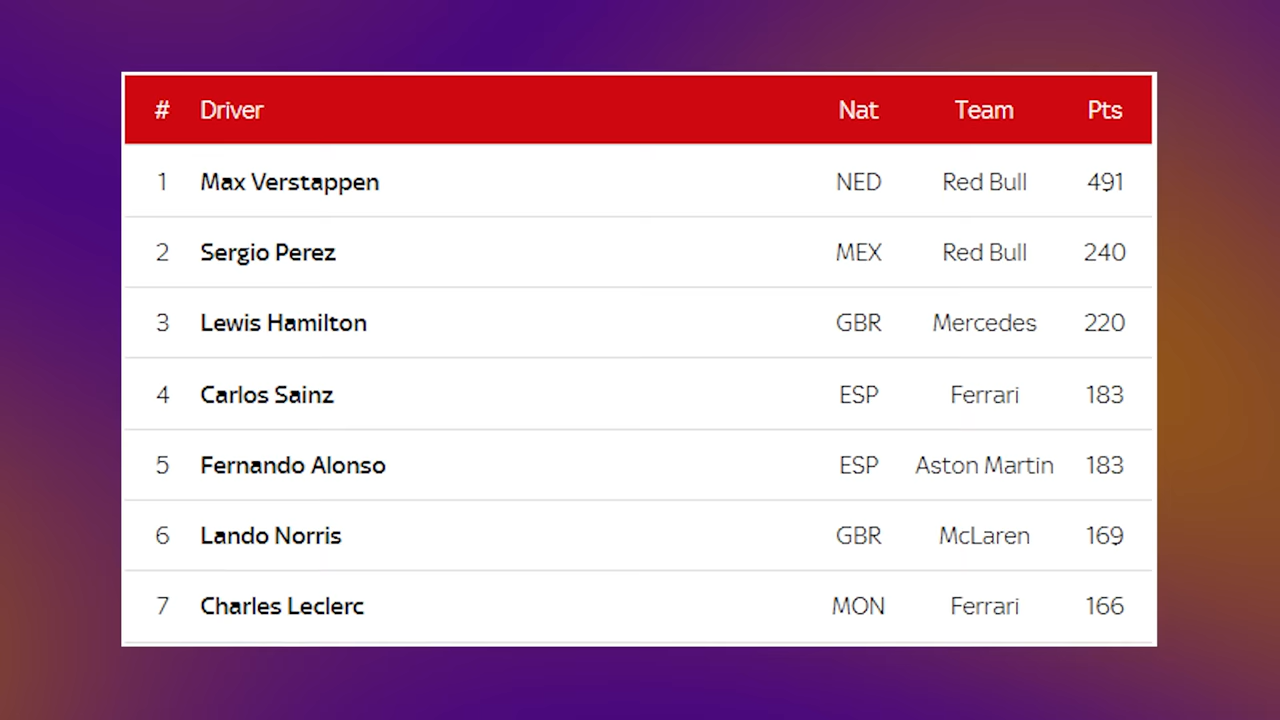 # Driver Nat Team Pts
1 Max Verstappen NED Red Bull 491
2 Sergio Perez MEX Red Bull 240
3 Lewis Hamilton GBR Mercedes 220
4 Carlos Sainz ESP Ferrari 183
5 Fernando Alonso ESP Aston Martin 183
6 Lando Norris GBR McLaren 169
7 Charles Leclerc MON Ferrari 166